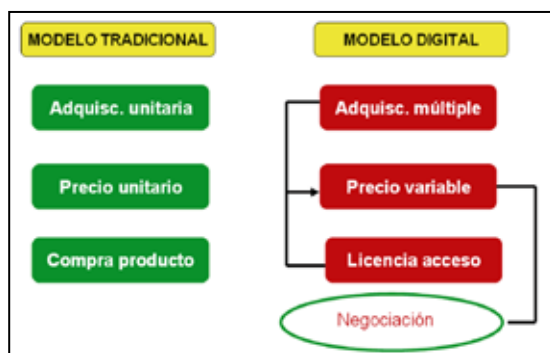 MODELO TRADICIONAL
MODELO DIGITAL
Adquisc. unitaria
Adquisc. múltiple
Precio unitario
Precio variable
Compra producto
Licencia acceso
Negociación